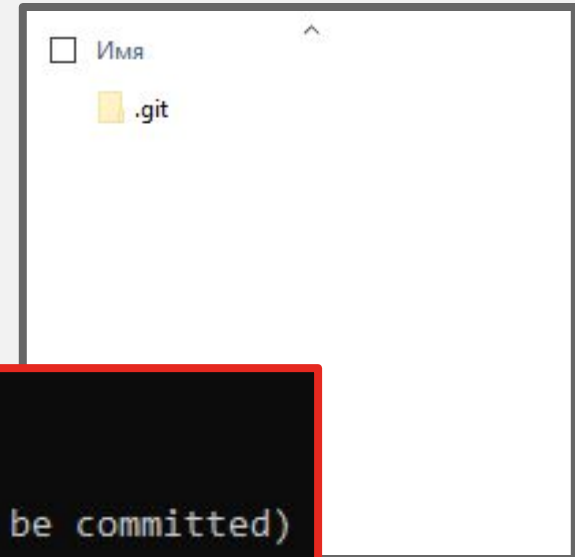 Имя
.git
be committed)